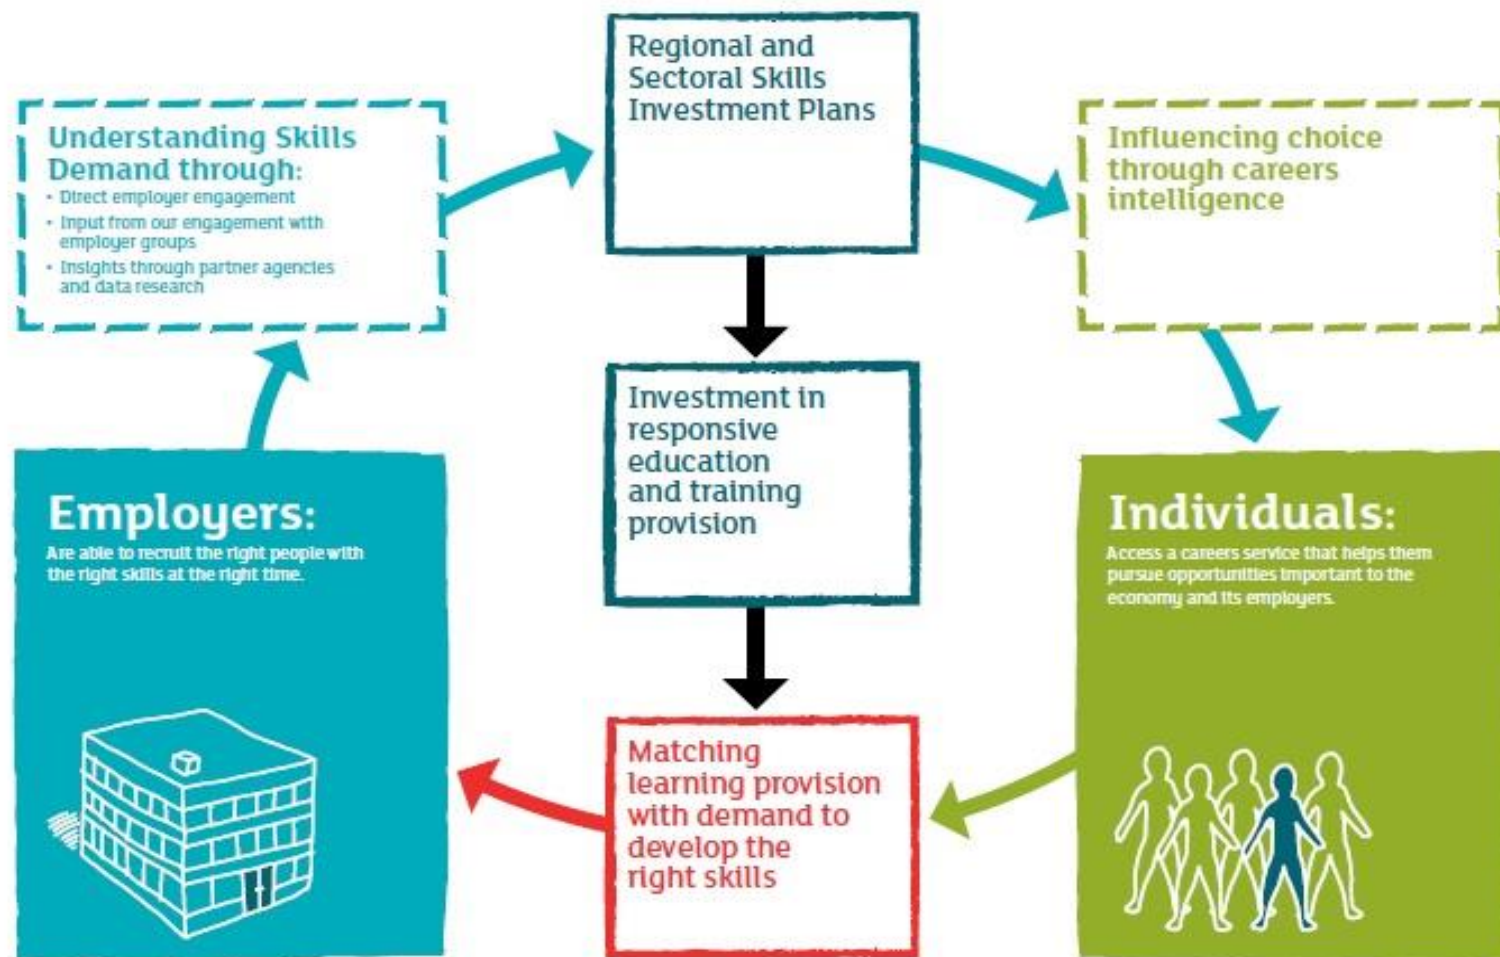 Regional and
Sectoral Skills
Investment Plans
Understanding Skills
Demand through:
• Direct employer engagement
• Input from our engagement with
employer groups
• Insights through partner agencies
and data research
Influencing choice
through careers
intelligence
Investment in
responsive
education
and training
provision
Employers:
Are able to recruit the right people with
the right skills at the right time.
Individuals:
Access a careers service that helps them
pursue opportunities important to the
economy and its employers.
Matching
learning provision
with demand to
develop the
right skills